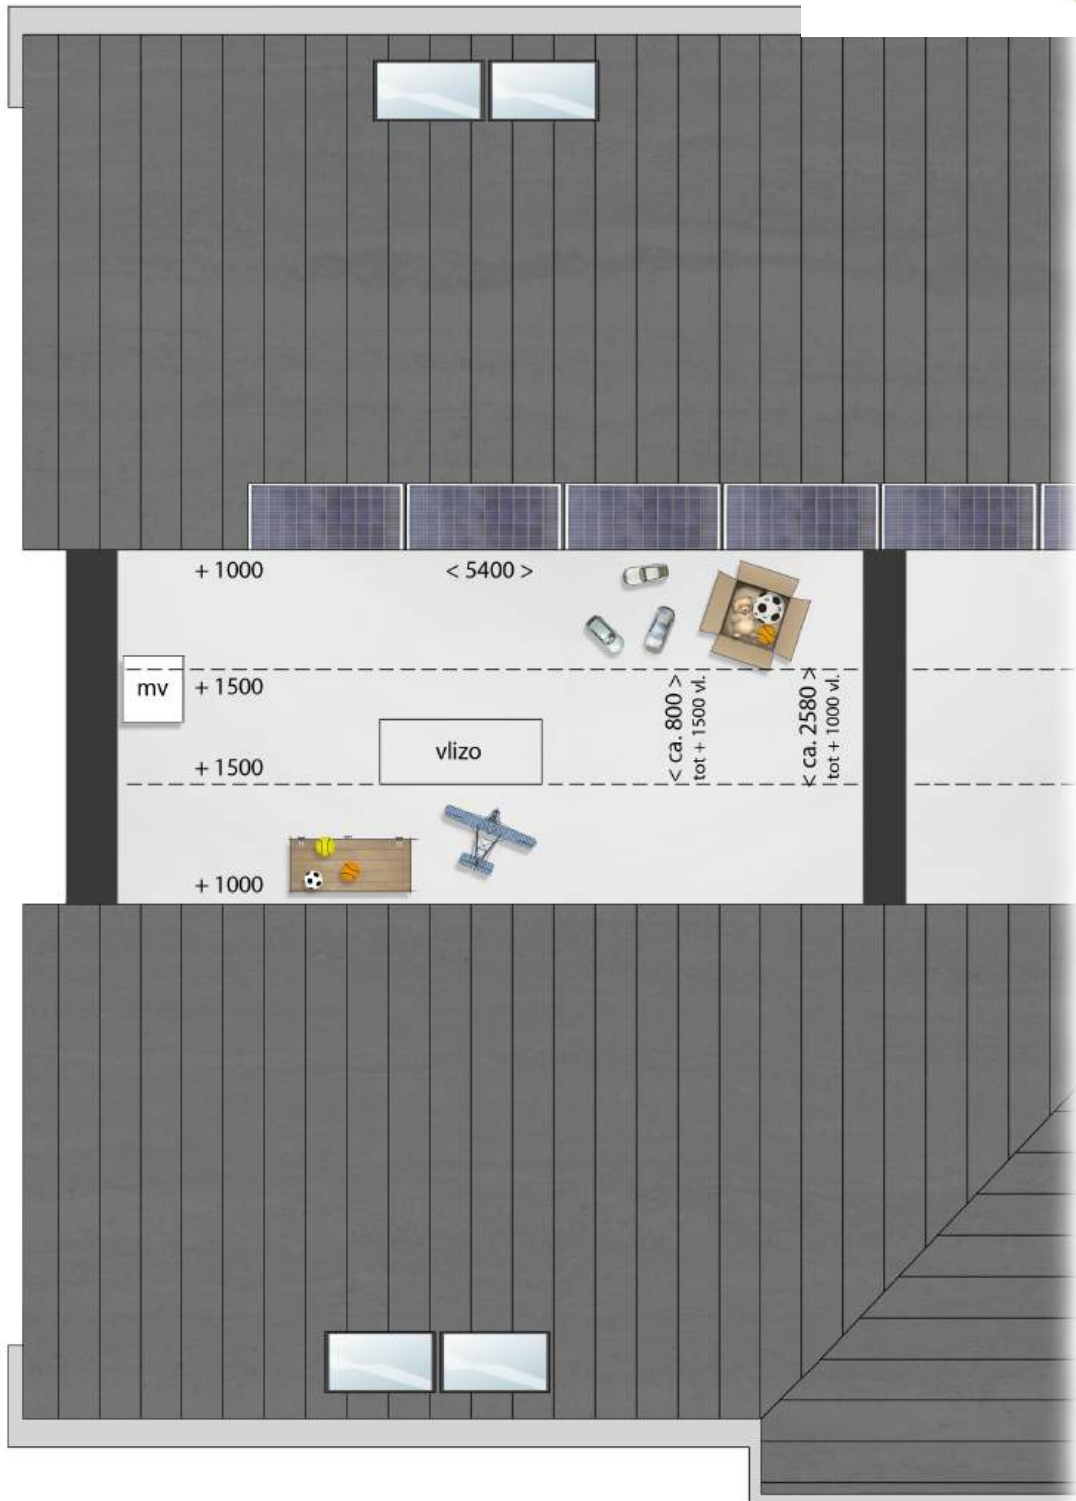 + 1000
< 5400 >
mv
+ 1500
< ca. 800 >
tot + 1500 vl.
< ca. 2580 >
tot + 1000 vl.
vlizo
+ 1500
+ 1000